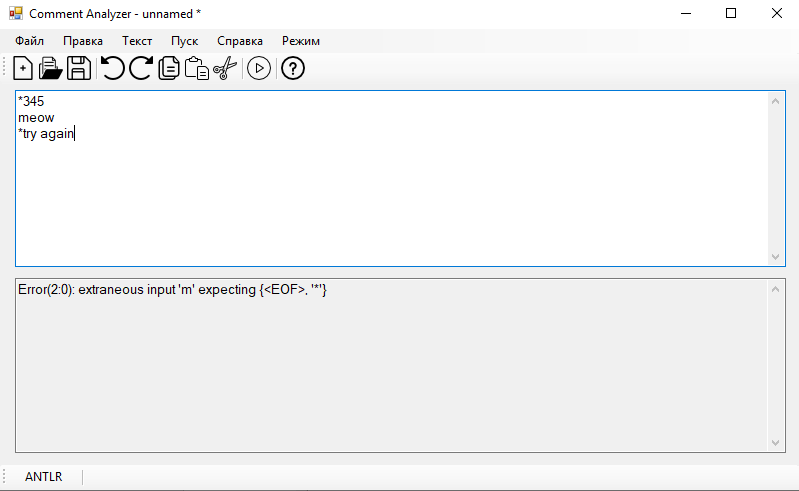 Comment Analyzer - unnamed *
Файл Правка Текст Пуск Справка Режим
*345
meow
*try again
Error(2:0): extraneous input 'm' expecting {<EOF>, '*'}
ANTLR